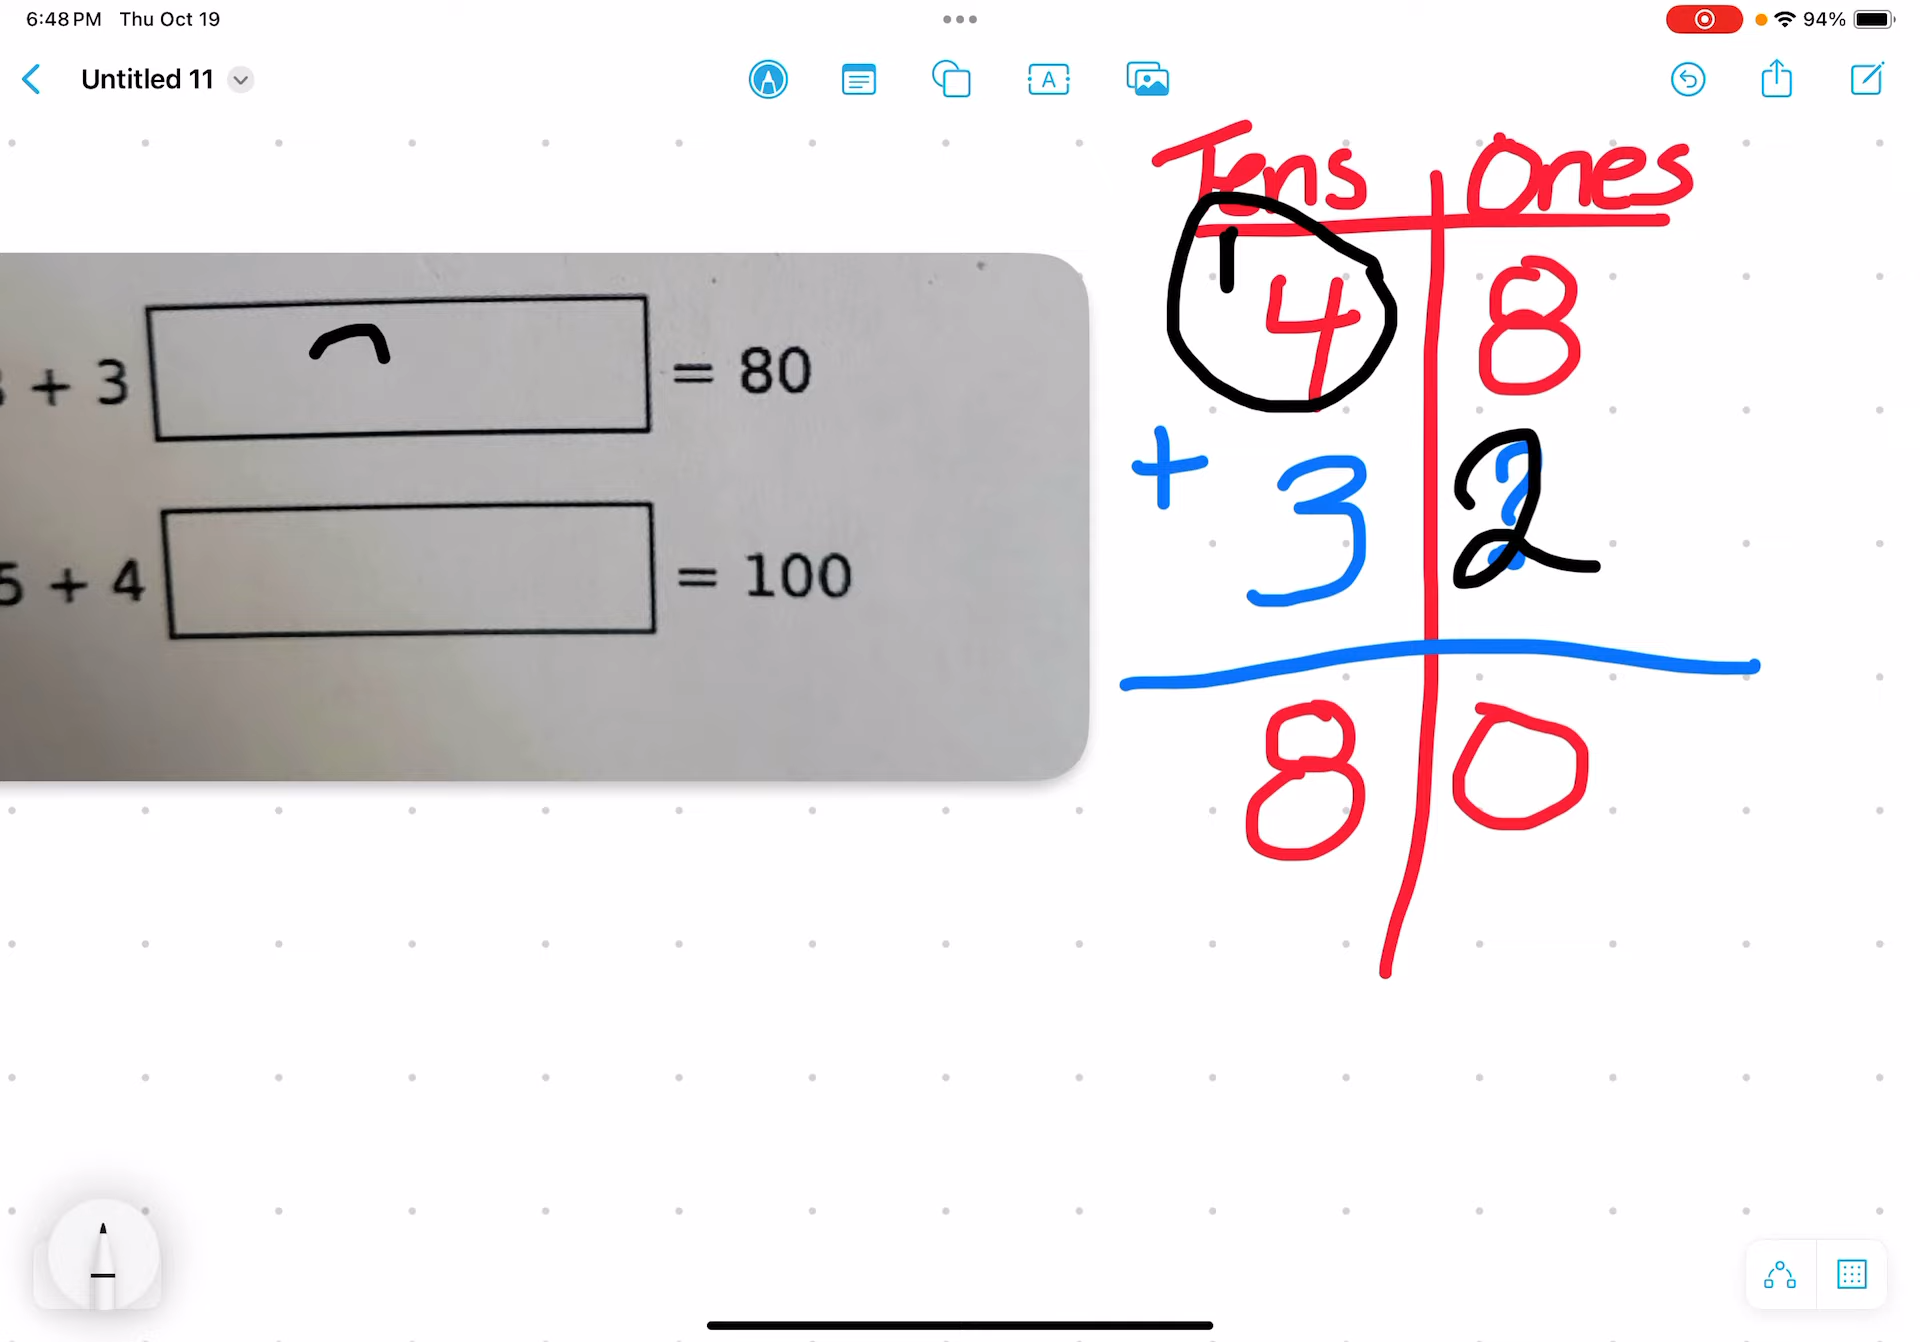 6:48 PM Thu Oct 19
94%
Untitled 11
A
Tens Ones
1
4 8
+ 3 = 80
+ 3 2
5 + 4 = 100
8 0